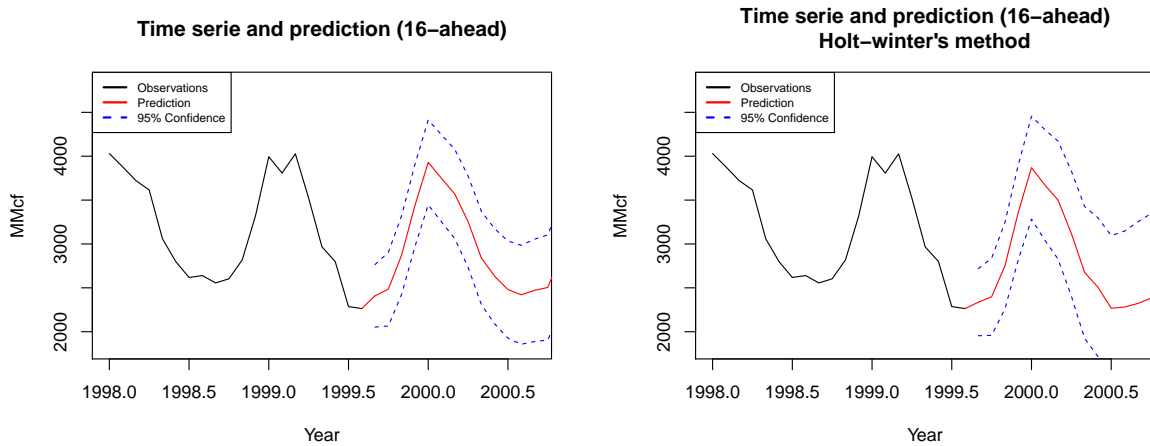 Time serie and prediction (16−ahead)
Observations
Prediction
95% Confidence
MMcf
4000
3000
2000
1998.0 1998.5 1999.0 1999.5 2000.0 2000.5
Year
Time serie and prediction (16−ahead)
Holt−winter's method
Observations
Prediction
95% Confidence
MMcf
4000
3000
2000
1998.0 1998.5 1999.0 1999.5 2000.0 2000.5
Year